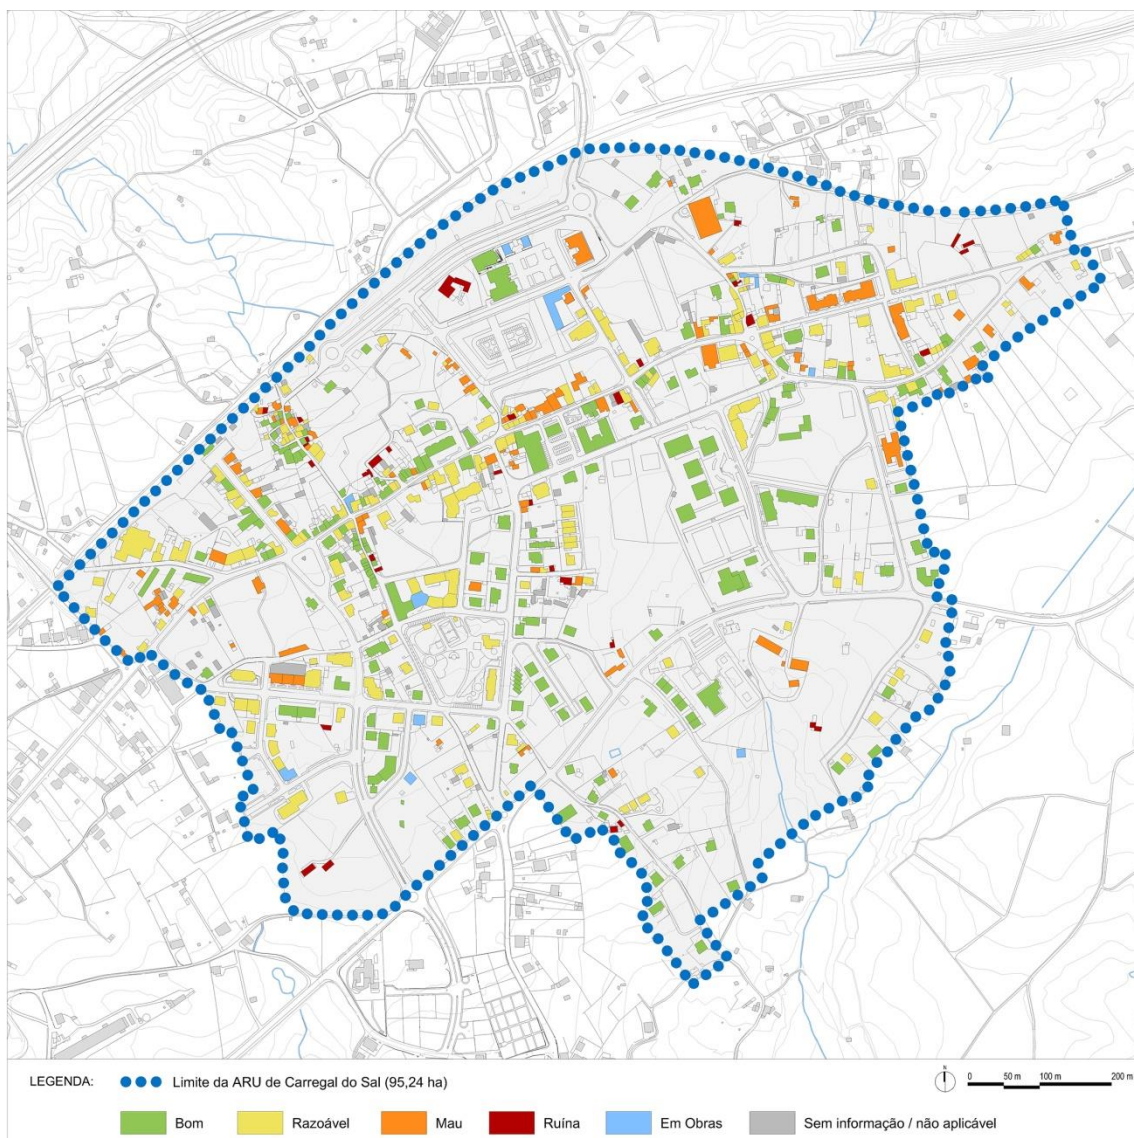 LEGENDA: Limite da ARU de Carregal do Sal (95,24 ha)
N
0 50 m 100 m 200 m
Bom Razoável Mau Ruína Em Obras Sem informação / não aplicável